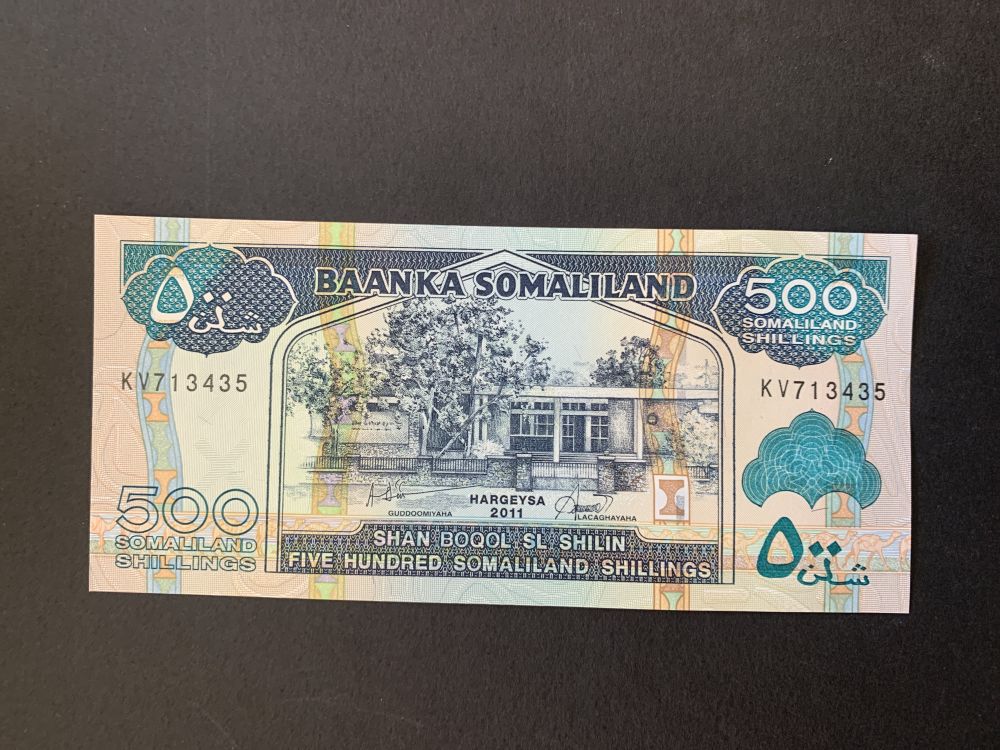 BAANKA SOMALILAND
٥٠٠
شلن
500
SOMALILAND
SHILLINGS
KV713435
KV713435
HARGEYSA
2011
GUDDOOMIYAHA
LACAGHAYAHA
500
SOMALILAND
SHILLINGS
SHAN BOQOL SL SHILIN
FIVE HUNDRED SOMALILAND SHILLINGS
٥٠٠
شلن